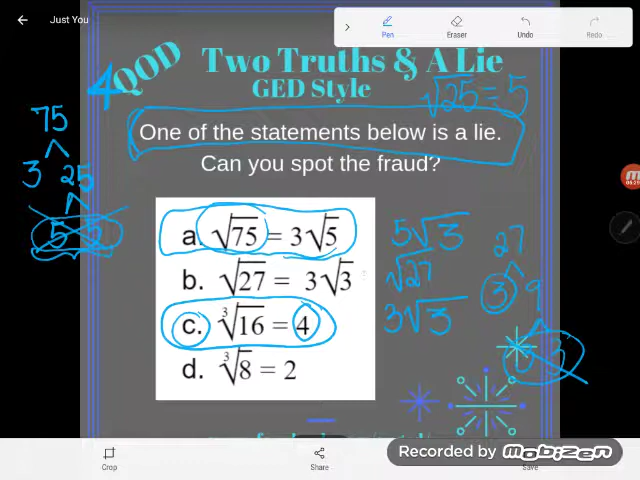 Just You
Pen
Eraser
Undo
Redo
4QOD
Two Truths & A Lie
GED Style
√25 = 5
One of the statements below is a lie.
Can you spot the fraud?
75
3 25
5 5
a. √75 = 3√5
b. √27 = 3√3
c. ∛16 = 4
d. ∛8 = 2
5√3
√27
3√3
27
3 9
3
Crop
Share
Save
Recorded by mobizen